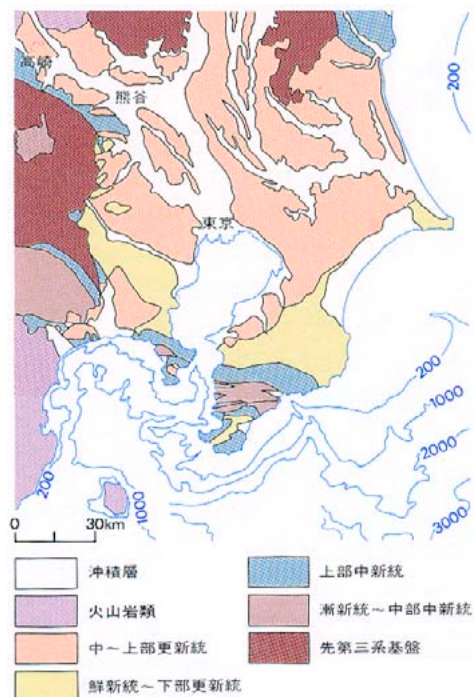 高崎
熊谷
200
東京
200
1000
2000
3000
200
1000
0 30km
沖積層
火山岩類
中～上部更新統
鮮新統～下部更新統
上部中新統
漸新統～中部中新統
先第三系基盤